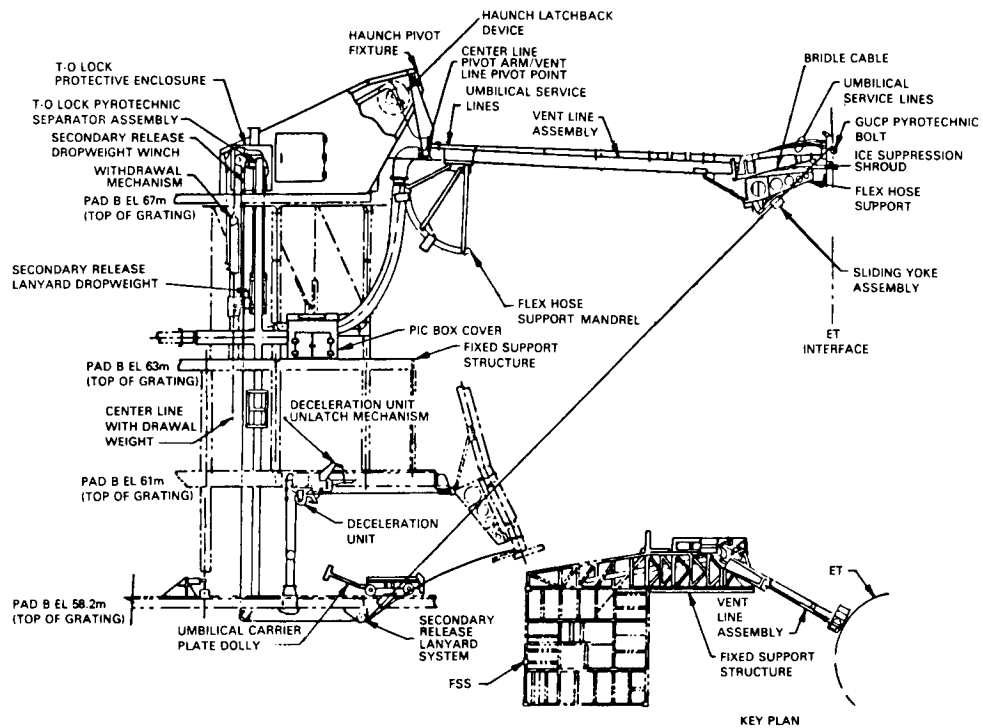 HAUNCH LATCHBACK
DEVICE
HAUNCH PIVOT
FIXTURE
CENTER LINE
PIVOT ARM/VENT
LINE PIVOT POINT
BRIDLE CABLE
T-O LOCK
PROTECTIVE ENCLOSURE
UMBILICAL SERVICE
LINES
UMBILICAL
SERVICE LINES
T-O LOCK PYROTECHNIC
SEPARATOR ASSEMBLY
VENT LINE
ASSEMBLY
GUCP PYROTECHNIC
BOLT
SECONDARY RELEASE
DROPWEIGHT WINCH
ICE SUPPRESSION
SHROUD
WITHDRAWAL
MECHANISM
FLEX HOSE
SUPPORT
PAD B EL 67m
(TOP OF GRATING)
SECONDARY RELEASE
LANYARD DROPWEIGHT
SLIDING YOKE
ASSEMBLY
FLEX HOSE
SUPPORT MANDREL
PIC BOX COVER
ET
INTERFACE
FIXED SUPPORT
STRUCTURE
PAD B EL 63m
(TOP OF GRATING)
CENTER LINE
WITH DRAWAL
WEIGHT
DECELERATION UNIT
UNLATCH MECHANISM
PAD B EL 61m
(TOP OF GRATING)
DECELERATION
UNIT
ET
PAD B EL 58.2m
(TOP OF GRATING)
UMBILICAL CARRIER
PLATE DOLLY
SECONDARY
RELEASE
LANYARD
SYSTEM
VENT
LINE
ASSEMBLY
FIXED SUPPORT
STRUCTURE
FSS
KEY PLAN